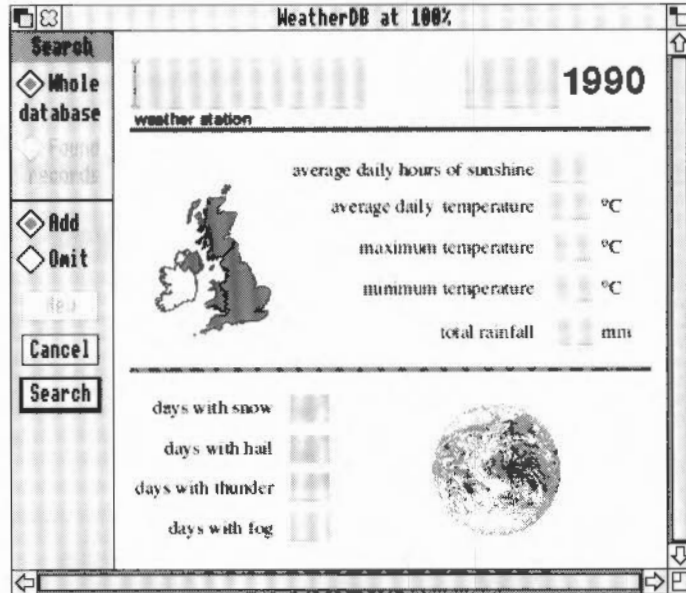 WeatherDB at 100%
Search
Whole
database
Found
records
Add
Omit
Cancel
Search
1990
weather station
average daily hours of sunshine
average daily temperature °C
maximum temperature °C
minimum temperature °C
total rainfall mm
days with snow
days with hail
days with thunder
days with fog